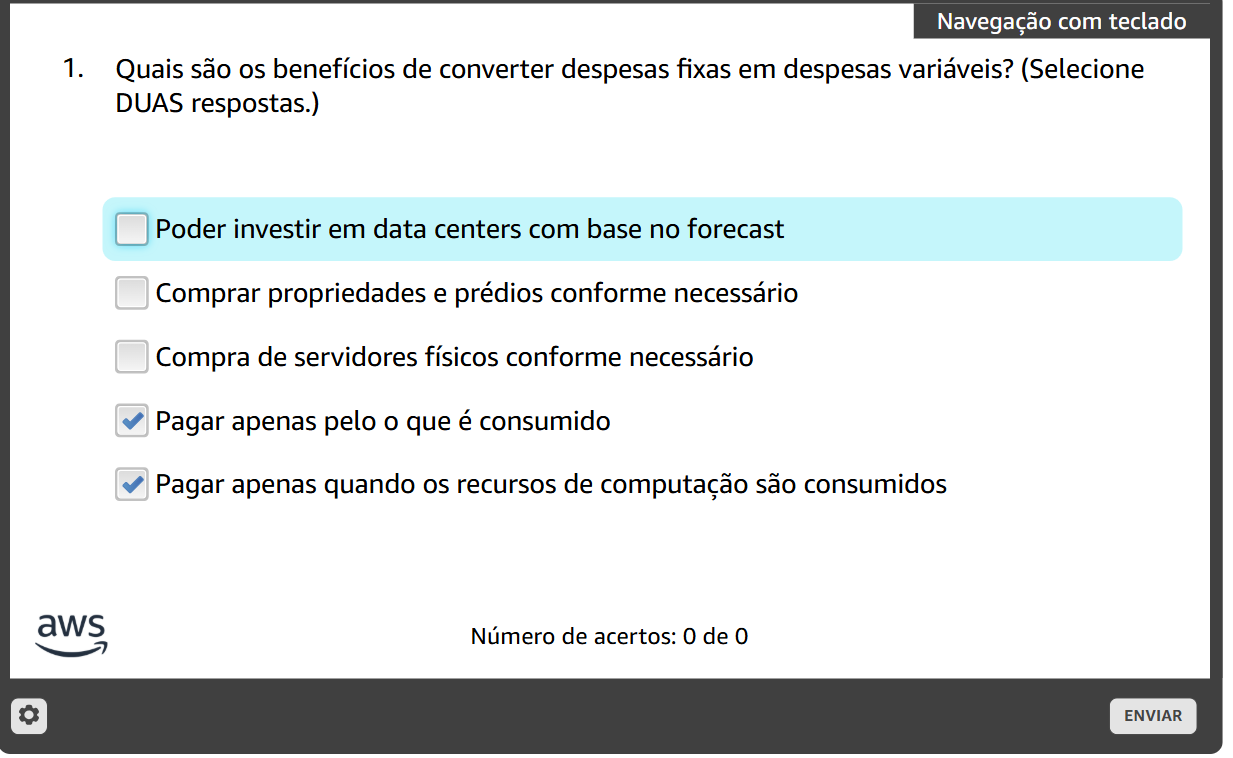 Navegação com teclado
1. Quais são os benefícios de converter despesas fixas em despesas variáveis? (Selecione
DUAS respostas.)
Poder investir em data centers com base no forecast
Comprar propriedades e prédios conforme necessário
Compra de servidores físicos conforme necessário
Pagar apenas pelo o que é consumido
Pagar apenas quando os recursos de computação são consumidos
aws
Número de acertos: 0 de 0
ENVIAR